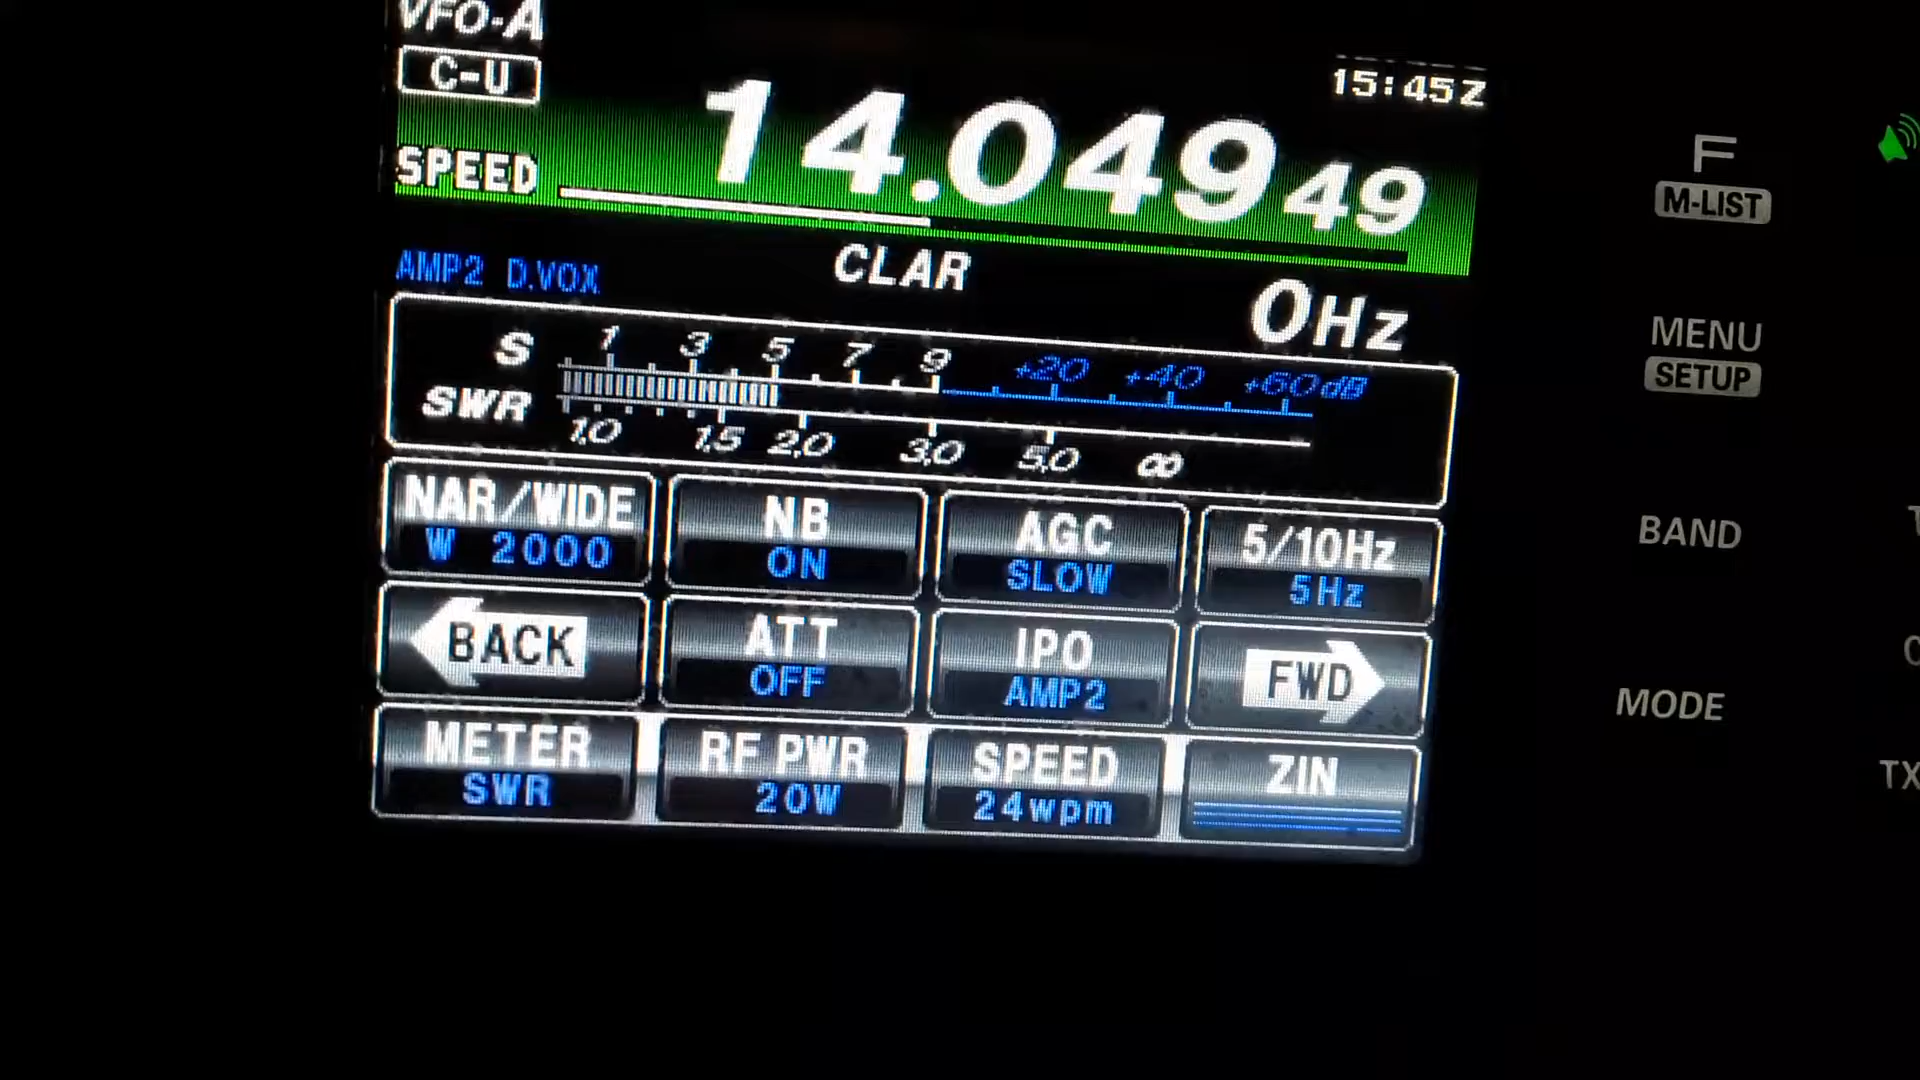 VFO-A
C-U
15:45Z
14.04949
SPEED
CLAR
AMP2 D.VOX
0Hz
S 1 3 5 7 9 +20 +40 +60dB
SWR 1.0 1.5 2.0 3.0 5.0 ∞
NAR/WIDE NB AGC 5/10Hz
W 2000 ON SLOW 5Hz
BACK ATT IPO FWD
OFF AMP2
METER RF PWR SPEED ZIN
SWR 20W 24wpm
F
M-LIST
MENU
SETUP
BAND
MODE
TX